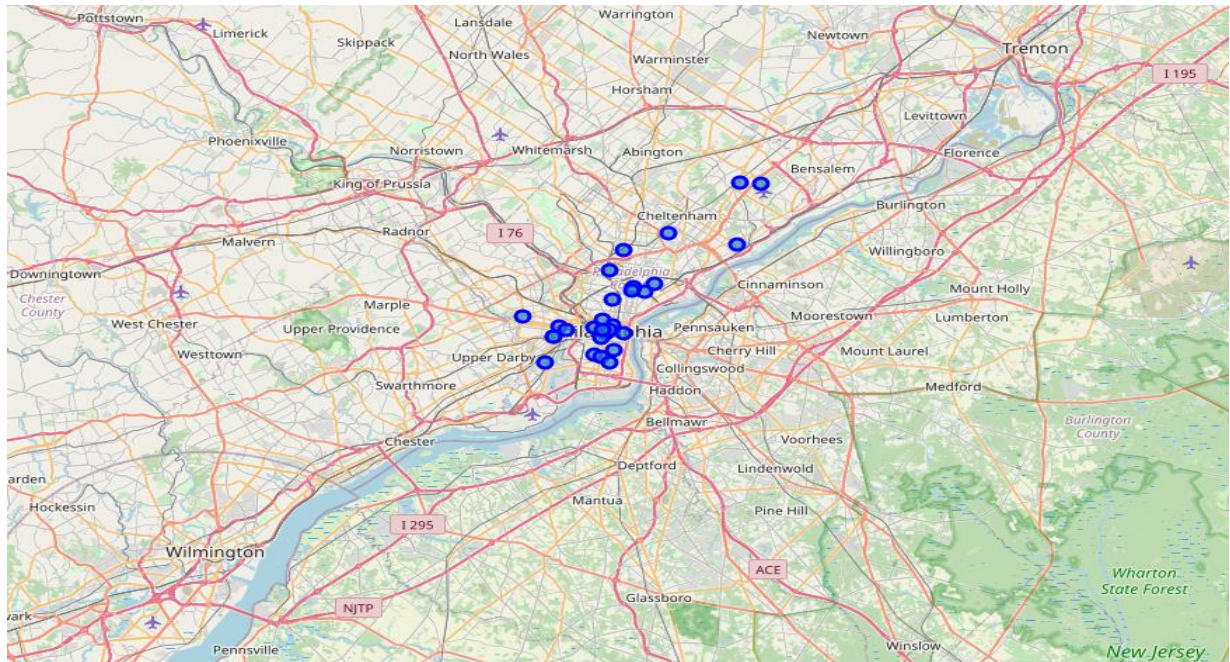 Pottstown
Limerick
Lansdale
Warrington
Newtown
Trenton
Skippack
North Wales
Warminster
I 195
Horsham
Levittown
Phoenixville
Norristown
Whitemarsh
Abington
Florence
Bensalem
King of Prussia
Burlington
Radnor
I 76
Cheltenham
Malvern
Willingboro
Downingtown
Philadelphia
Chester
County
Cinnaminson
Mount Holly
Marple
West Chester
Upper Providence
Moorestown
Lumberton
Pennsauken
Westtown
Upper Darby
Cherry Hill
Mount Laurel
Collingswood
Swarthmore
Haddon
Medford
Bellmawr
Burlington
County
Chester
Voorhees
Deptford
Lindenwold
arden
Hockessin
Mantua
Pine Hill
I 295
Wilmington
ACE
Wharton
State Forest
NJTP
Glassboro
wark
Winslow
Pennsville
New Jersey